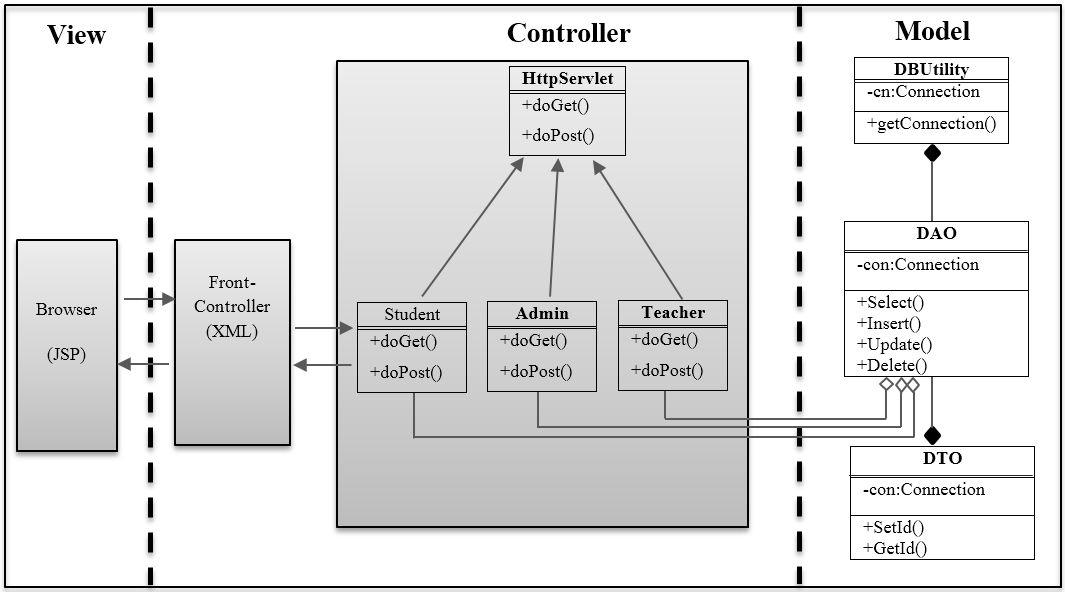 View
Controller
Model
HttpServlet
+doGet()
+doPost()
DBUtility
-cn:Connection
+getConnection()
Browser
(JSP)
Front-
Controller
(XML)
Student
+doGet()
+doPost()
Admin
+doGet()
+doPost()
Teacher
+doGet()
+doPost()
DAO
-con:Connection
+Select()
+Insert()
+Update()
+Delete()
DTO
-con:Connection
+SetId()
+GetId()